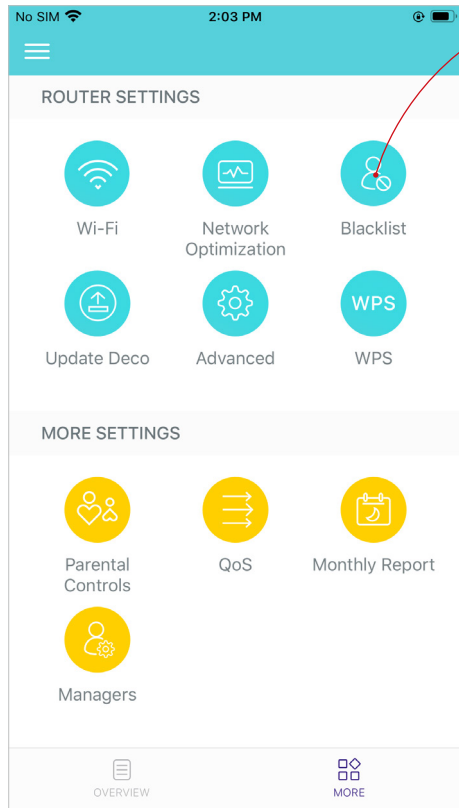 No SIM 2:03 PM
ROUTER SETTINGS
Wi-Fi Network Optimization Blacklist
Update Deco Advanced WPS WPS
MORE SETTINGS
Parental Controls QoS Monthly Report
Managers
OVERVIEW MORE